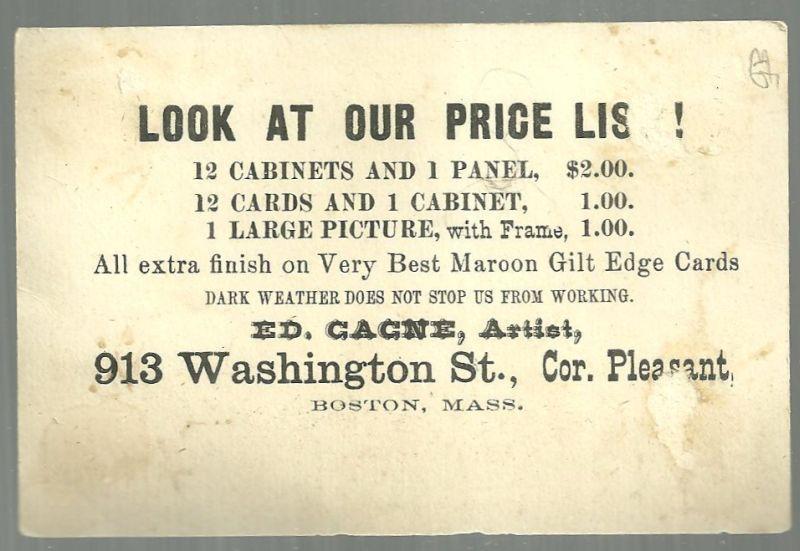 LOOK AT OUR PRICE LIS !
12 CABINETS AND 1 PANEL, $2.00.
12 CARDS AND 1 CABINET, 1.00.
1 LARGE PICTURE, with Frame, 1.00.
All extra finish on Very Best Maroon Gilt Edge Cards
DARK WEATHER DOES NOT STOP US FROM WORKING.
ED. GAGNE, Artist,
913 Washington St., Cor. Pleasant,
BOSTON, MASS.